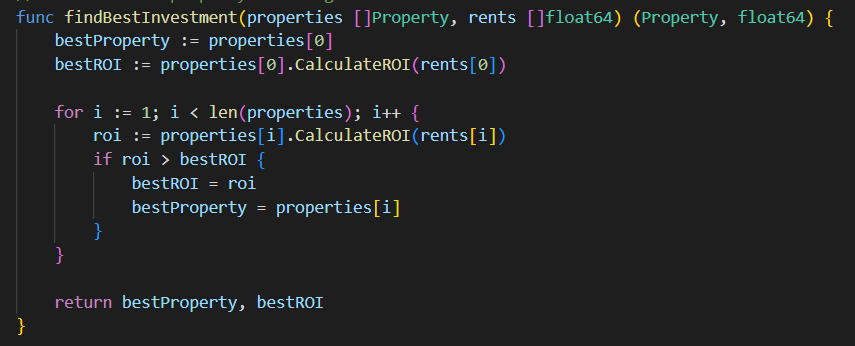 func findBestInvestment(properties []Property, rents []float64) (Property, float64) {
    bestProperty := properties[0]
    bestROI := properties[0].CalculateROI(rents[0])

    for i := 1; i < len(properties); i++ {
        roi := properties[i].CalculateROI(rents[i])
        if roi > bestROI {
            bestROI = roi
            bestProperty = properties[i]
        }
    }

    return bestProperty, bestROI
}